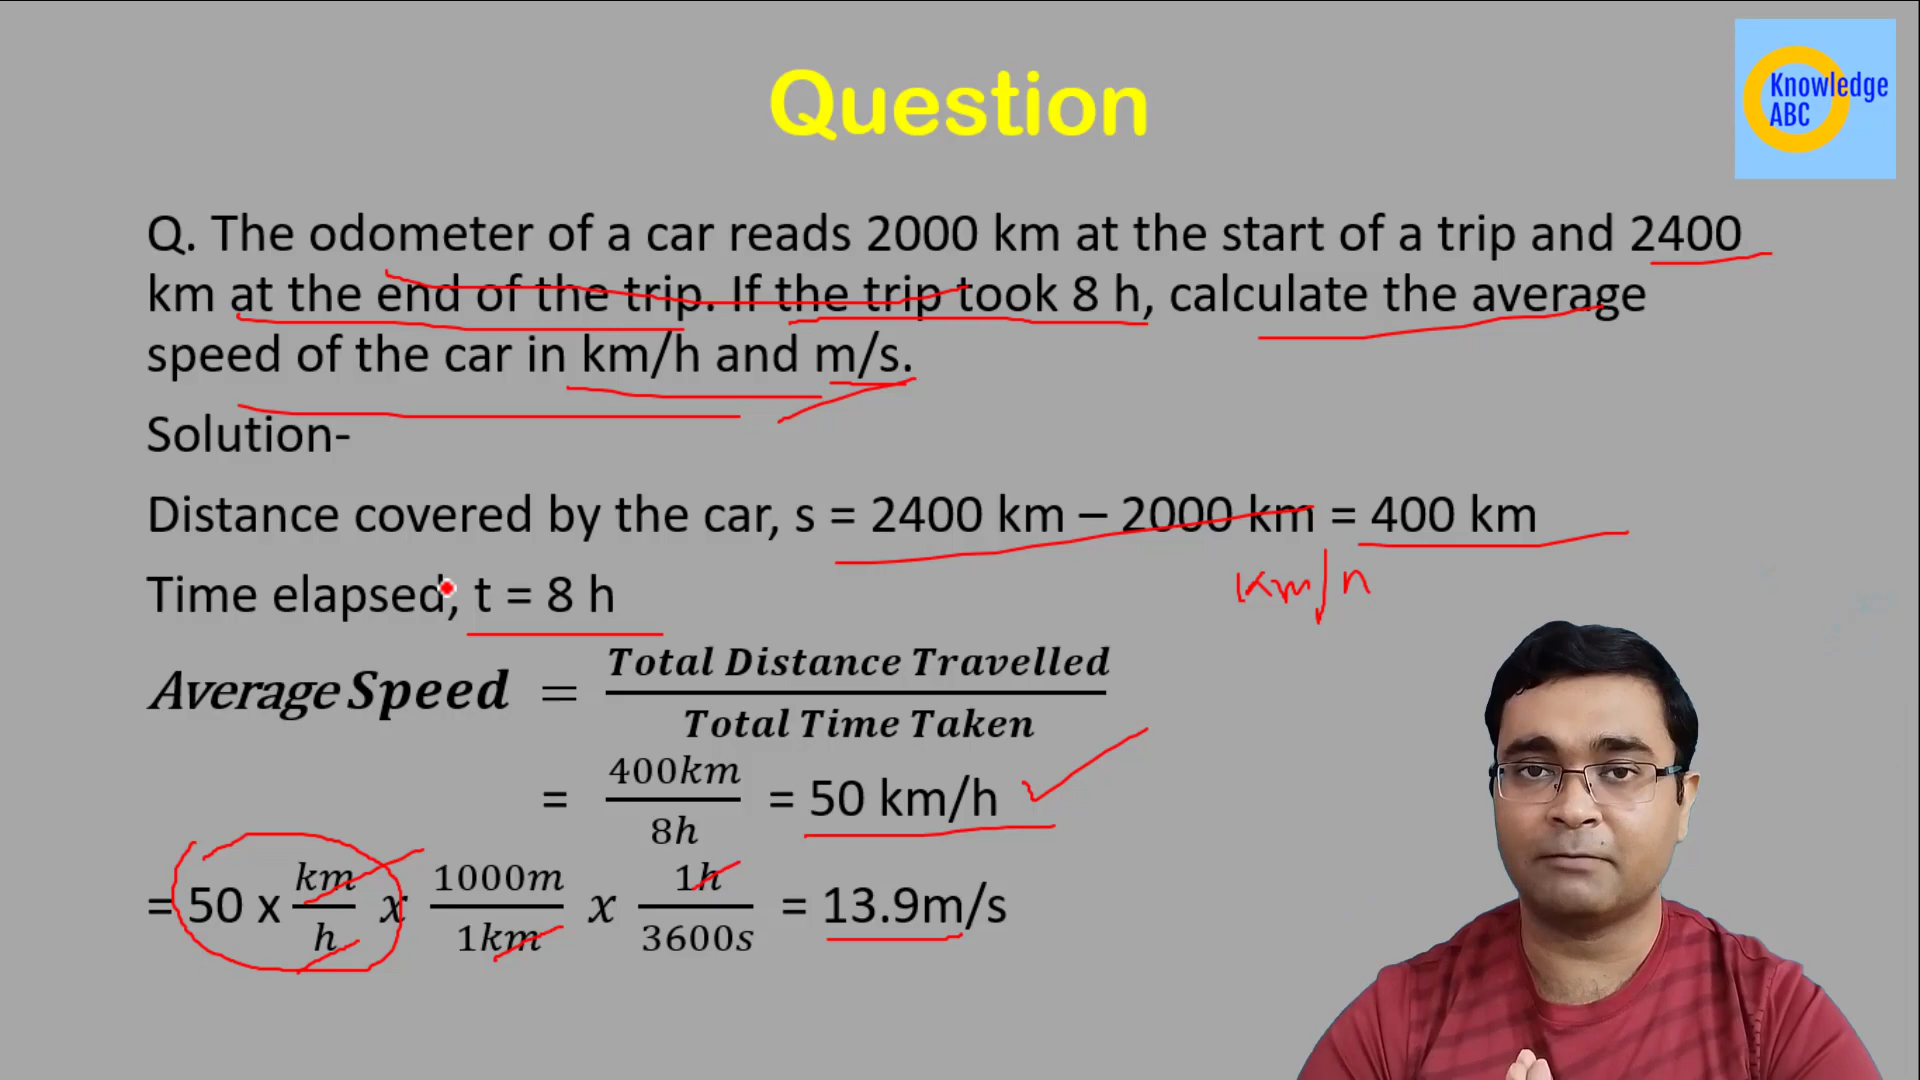 Question
Knowledge
ABC
Q. The odometer of a car reads 2000 km at the start of a trip and 2400
km at the end of the trip. If the trip took 8 h, calculate the average
speed of the car in km/h and m/s.
Solution-
Distance covered by the car, s = 2400 km – 2000 km = 400 km
km/h
Time elapsed, t = 8 h
Average Speed = Total Distance Travelled / Total Time Taken
= 400km / 8h = 50 km/h
= 50 x km/h x 1000m/1km x 1h/3600s = 13.9m/s